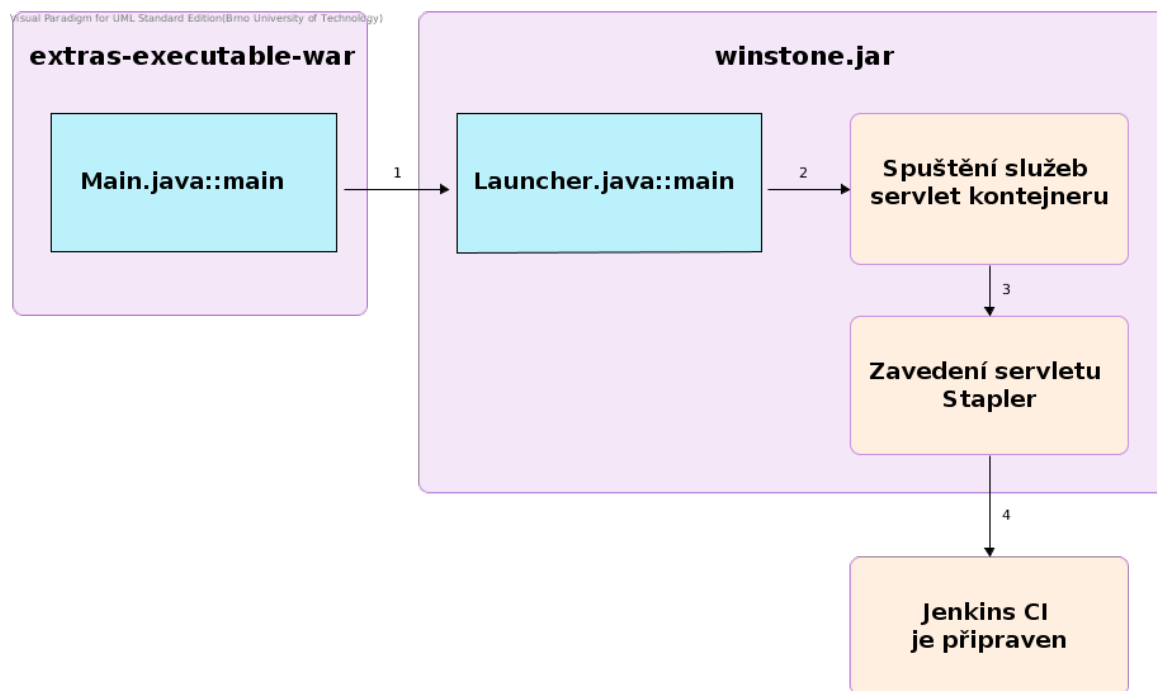 Visual Paradigm for UML Standard Edition(Brno University of Technology)
extras-executable-war
winstone.jar
Main.java::main
1
Launcher.java::main
2
Spuštění služeb
servlet kontejneru
3
Zavedení servletu
Stapler
4
Jenkins CI
je připraven